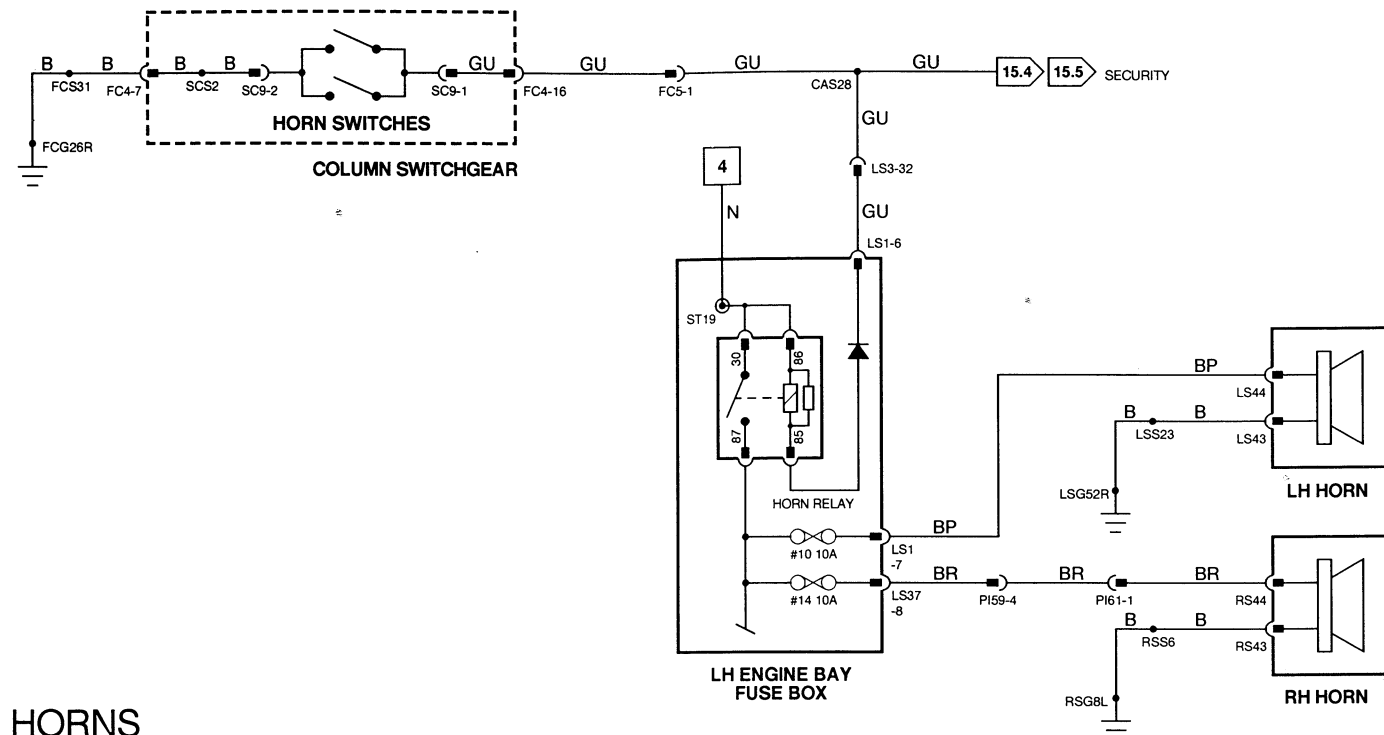 B B B B GU GU GU GU 15.4 15.5 SECURITY
FCS31 FC4-7 SCS2 SC9-2 SC9-1 FC4-16 FC5-1 CAS28
HORN SWITCHES
GU
FCG26R
COLUMN SWITCHGEAR
4
LS3-32
N
GU
LS1-6
ST19
30
86
87
85
HORN RELAY
BP
LS44
B B
LSS23
LS43
LSG52R
LH HORN
BP
#10 10A
LS1
-7
BR BR BR
#14 10A
LS37
-8
PI59-4
PI61-1
RS44
B B
RSS6
RS43
RSG8L
RH HORN
LH ENGINE BAY
FUSE BOX
HORNS